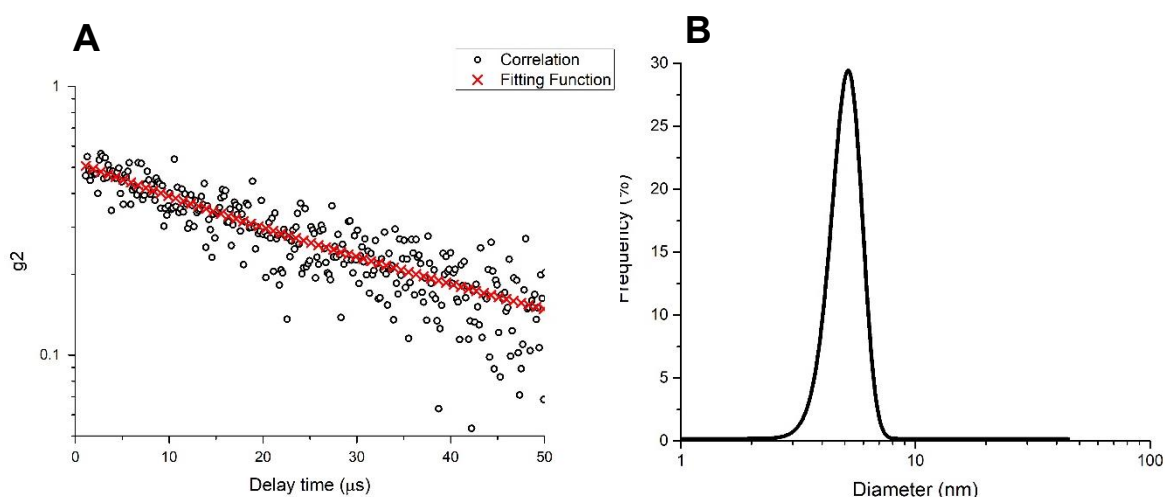 A
Correlation
Fitting Function
1
0.1
g2
0
10
20
30
40
50
Delay time (μs)
B
30
25
20
15
10
5
0
Frequency (%)
1
10
100
Diameter (nm)